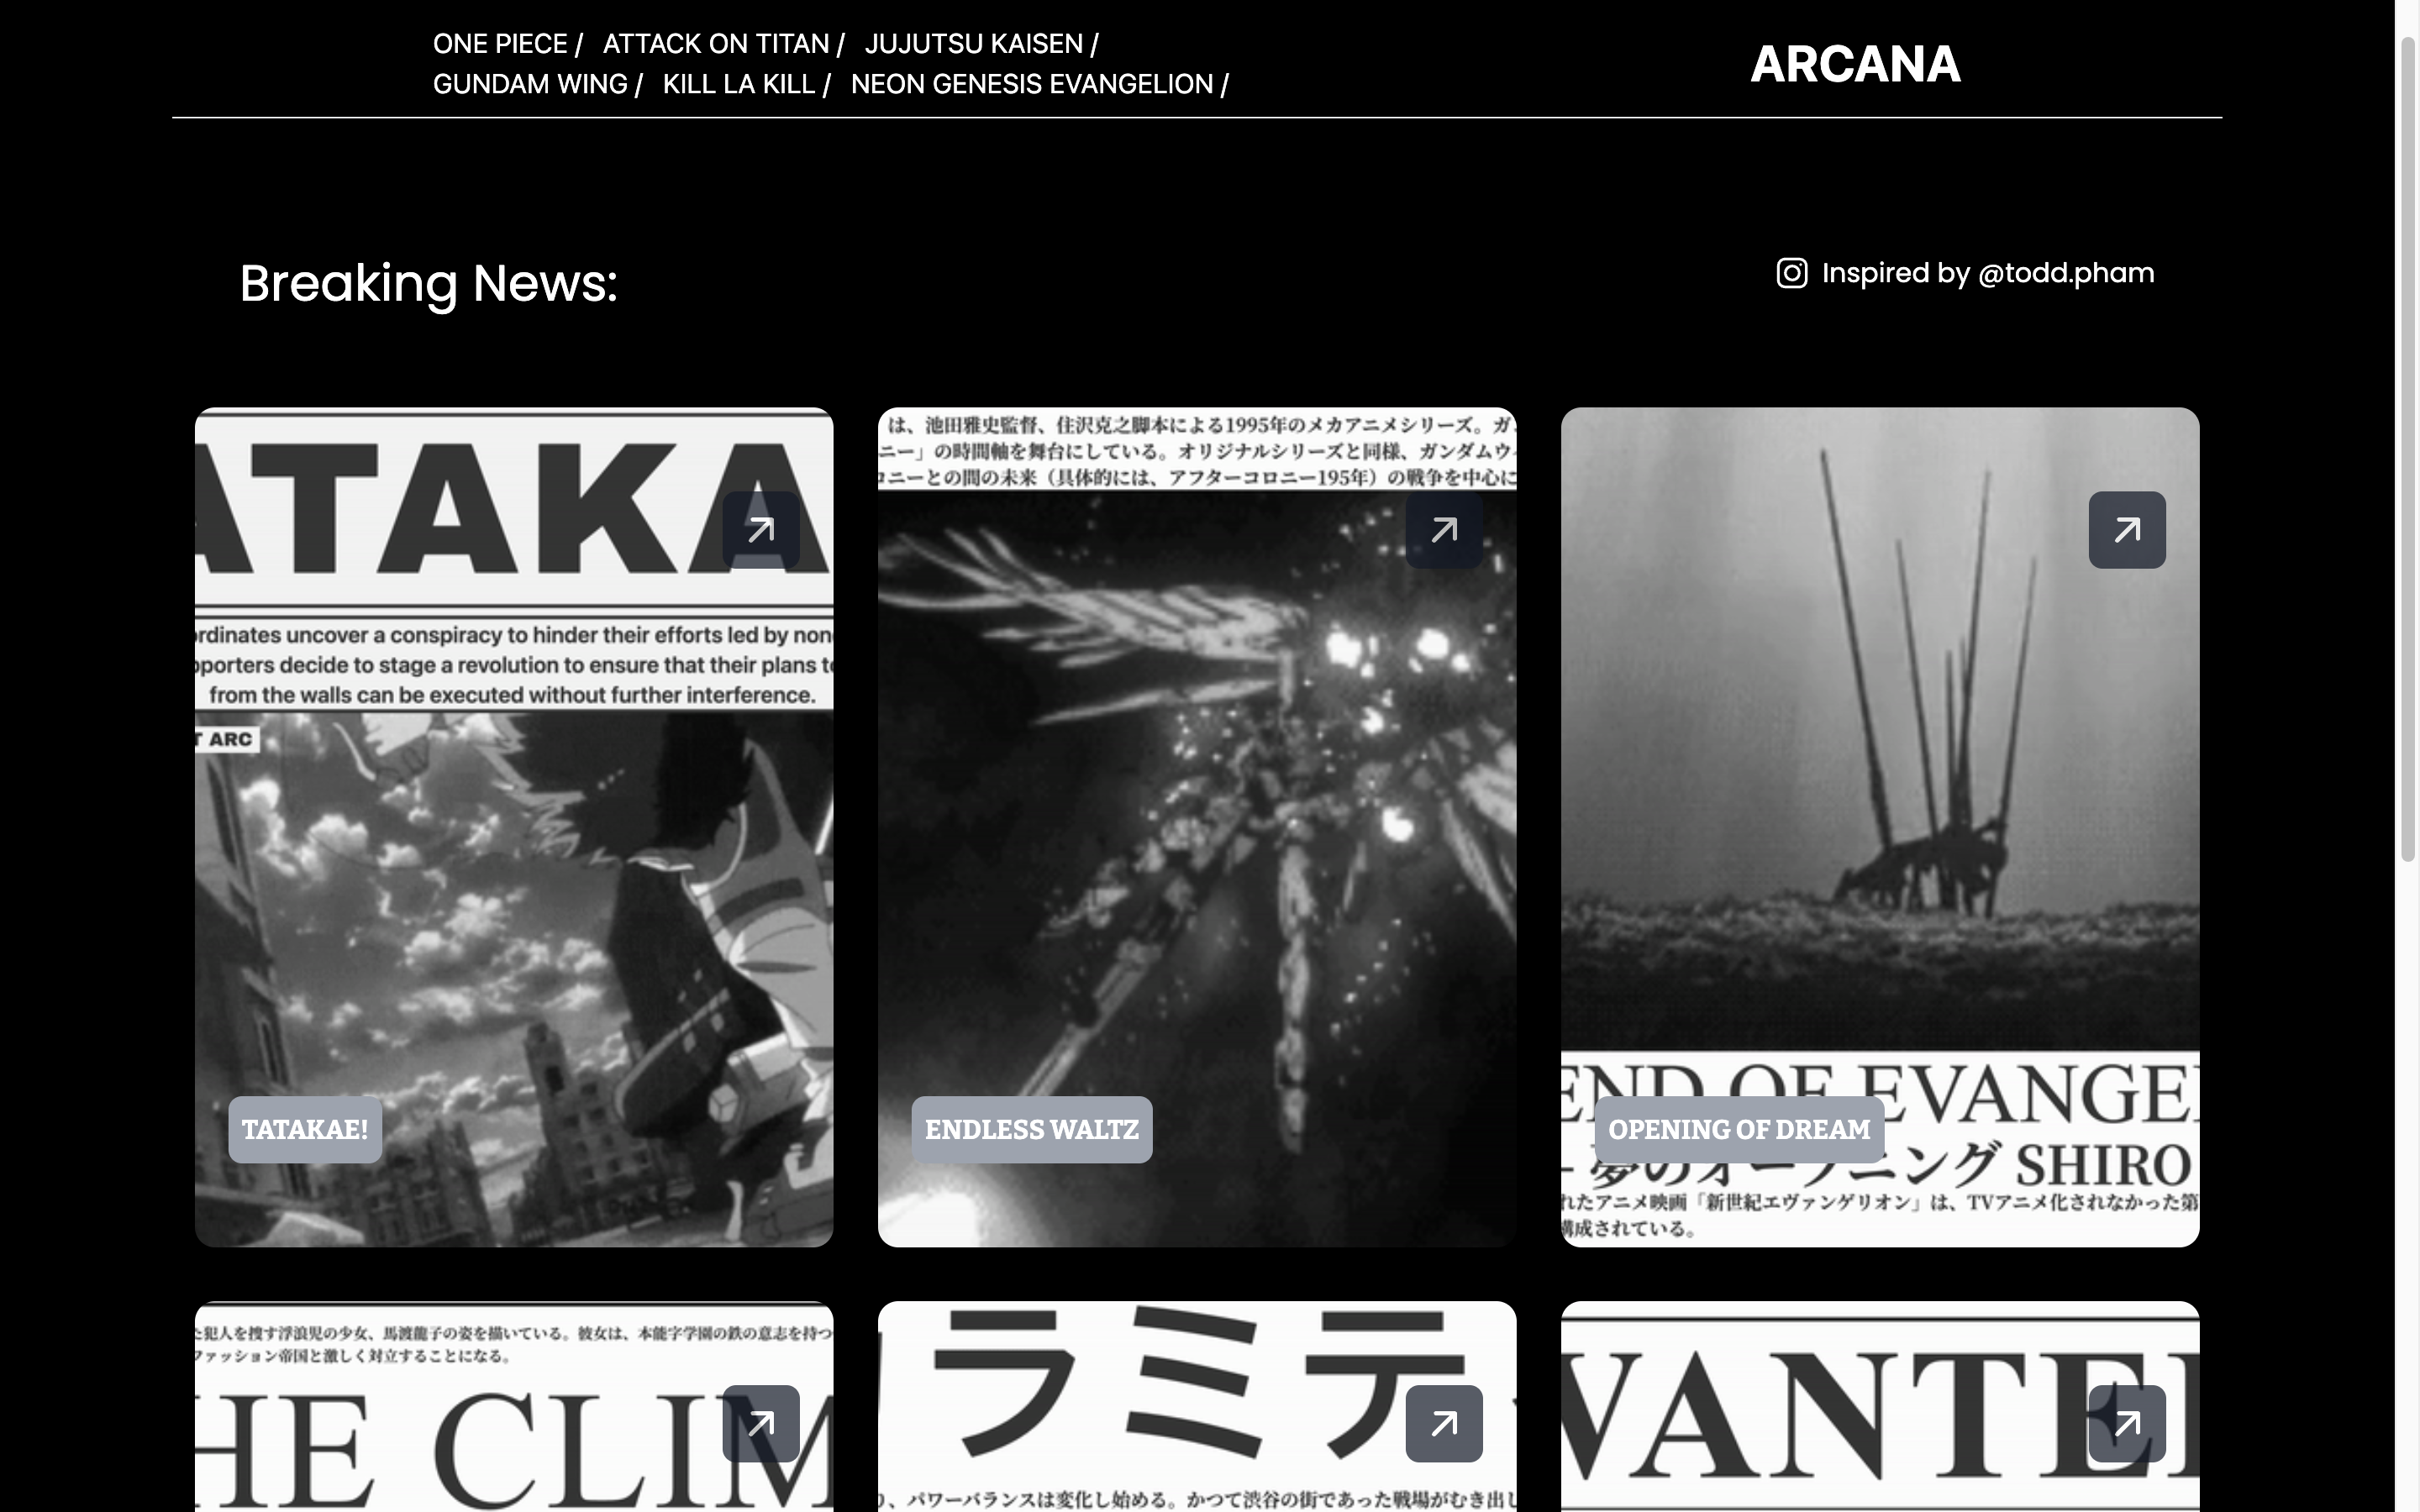 ONE PIECE / ATTACK ON TITAN / JUJUTSU KAISEN /
GUNDAM WING / KILL LA KILL / NEON GENESIS EVANGELION /
ARCANA
Breaking News:
Inspired by @todd.pham
ATAKA
rdinates uncover a conspiracy to hinder their efforts led by non
pporters decide to stage a revolution to ensure that their plans t
from the walls can be executed without further interference.
T ARC
TATAKAE!
は、池田雅史監督、住沢克之脚本による1995年のメカアニメシリーズ。ガ
ニー」の時間軸を舞台にしている。オリジナルシリーズと同様、ガンダムウ
コニーとの間の未来（具体的には、アフターコロニー195年）の戦争を中心に
ENDLESS WALTZ
END OF EVANGE
OPENING OF DREAM
- 夢のオープニング SHIRO
れたアニメ映画「新世紀エヴァンゲリオン」は、TVアニメ化されなかった第
構成されている。
た犯人を捜す浮浪児の少女、馬渡龍子の姿を描いている。彼女は、本能字学園の鉄の意志を持つ
ファッション帝国と激しく対立することになる。
HE CLIM
ラミテ
、パワーバランスは変化し始める。かつて渋谷の街であった戦場がむき出し
WANTE